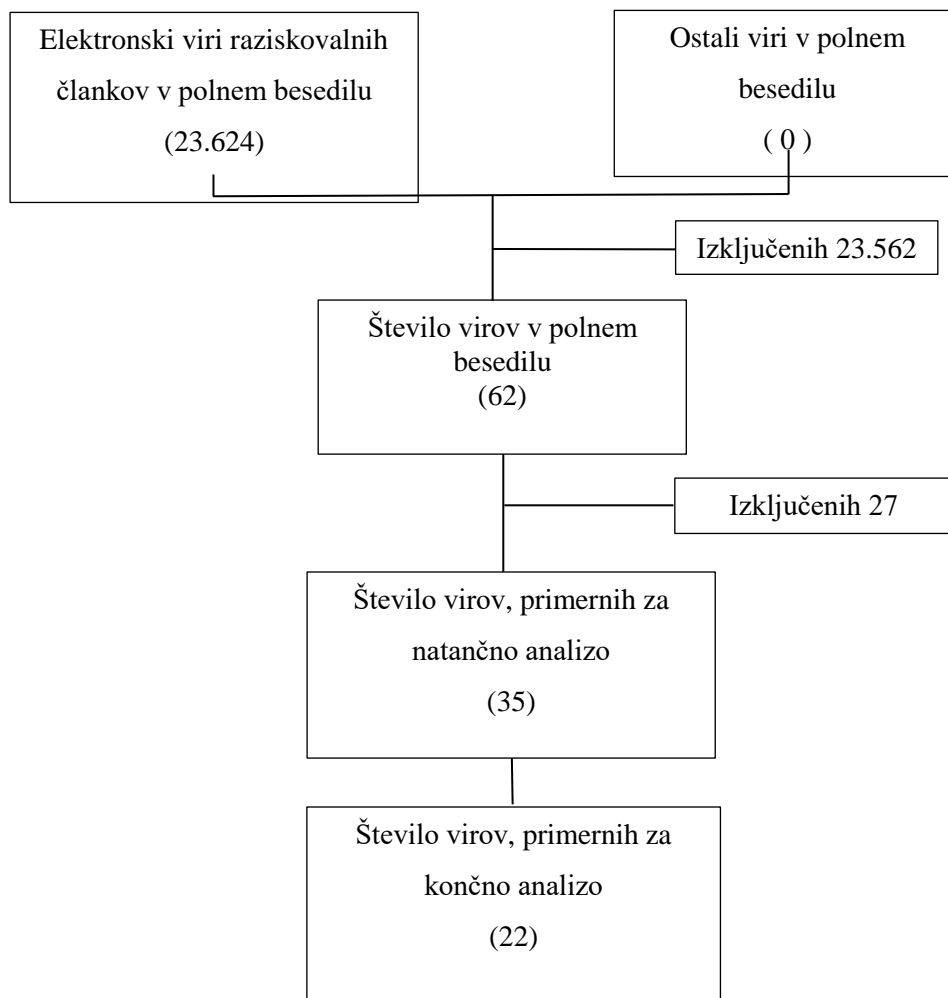 Elektronski viri raziskovalnih
člankov v polnem besedilu
(23.624)
Ostali viri v polnem
besedilu
( 0 )
Izključenih 23.562
Število virov v polnem
besedilu
(62)
Izključenih 27
Število virov, primernih za
natančno analizo
(35)
Število virov, primernih za
končno analizo
(22)